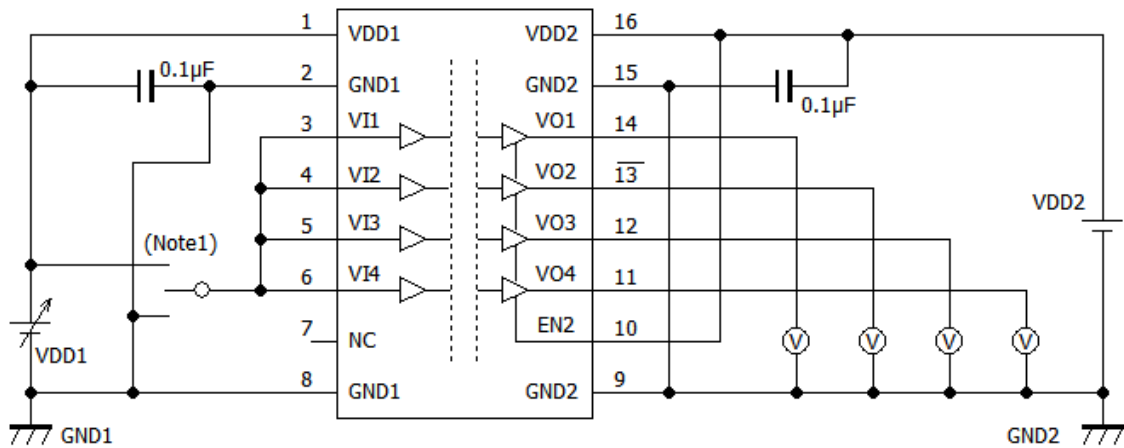 1 VDD1 VDD2 16
0.1µF 2 GND1 GND2 15
0.1µF
3 VI1 VO1 14
4 VI2 VO2 13
5 VI3 VO3 12
(Note1)
6 VI4 VO4 11
7 NC EN2 10
8 GND1 GND2 9
VDD1
VDD2
V V V V
GND1
GND2